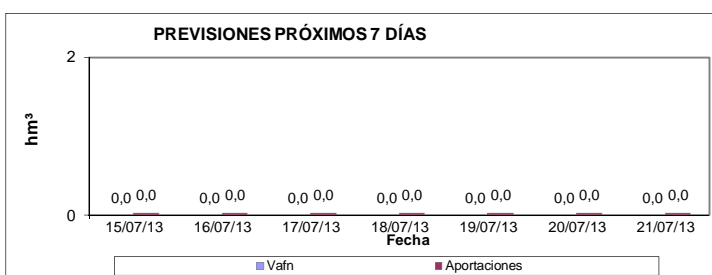 PREVISIONES PRÓXIMOS 7 DÍAS
2
hm³
0,0 0,0 0,0 0,0 0,0 0,0 0,0 0,0 0,0 0,0 0,0 0,0 0,0 0,0
0
15/07/13 16/07/13 17/07/13 18/07/13 19/07/13 20/07/13 21/07/13
Fecha
Vafn Aportaciones